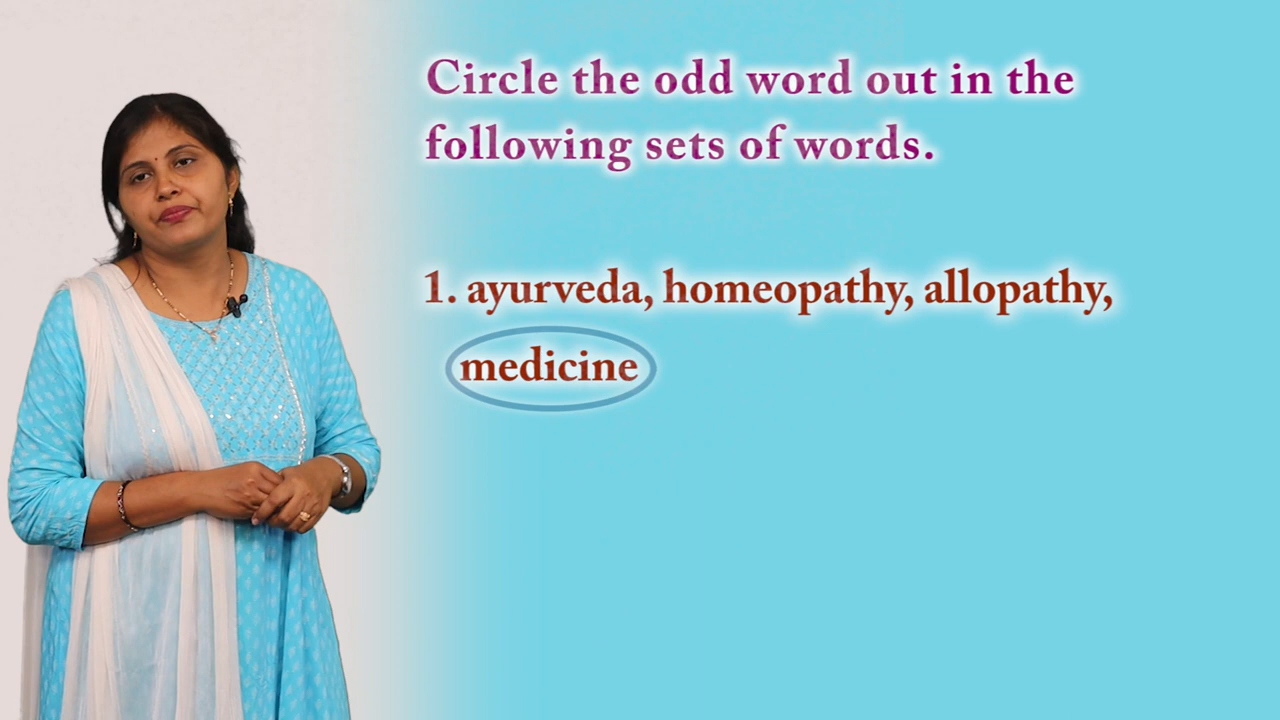 Circle the odd word out in the
following sets of words.
1. ayurveda, homeopathy, allopathy,
medicine